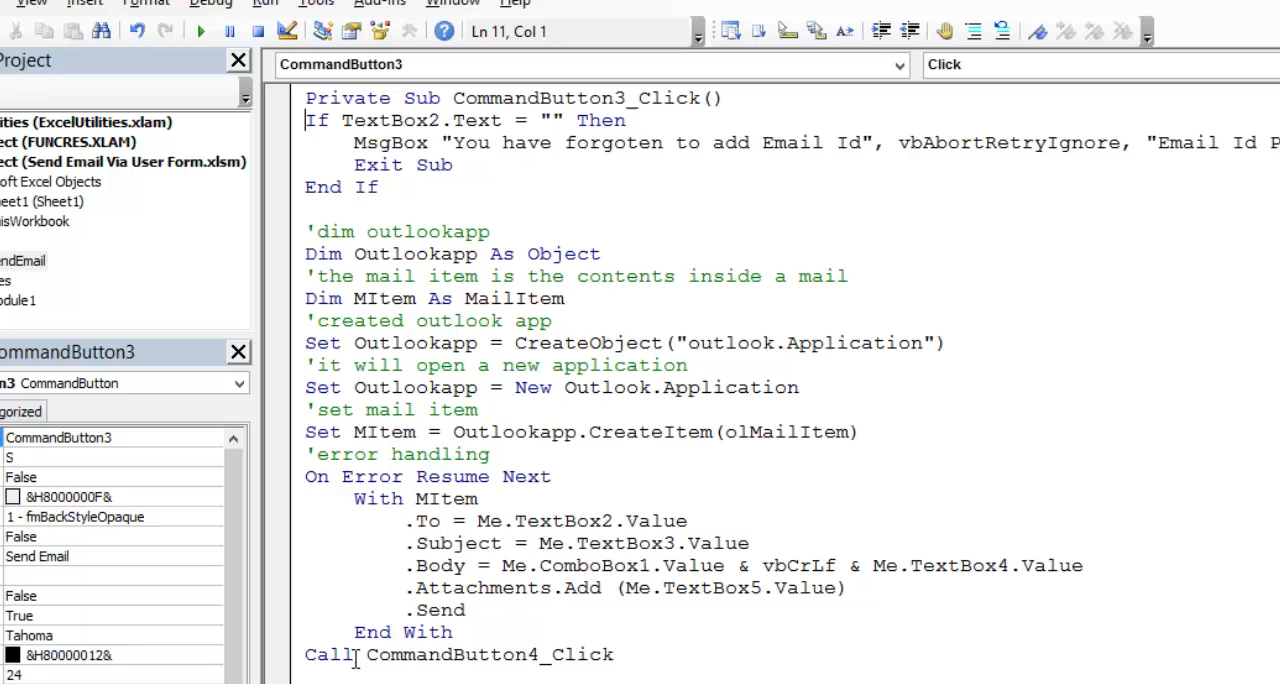 View Insert Format Debug Run Tools Add-Ins Window Help
Ln 11, Col 1
Project
CommandButton3
Click
ities (ExcelUtilities.xlam)
ect (FUNCRES.XLAM)
ect (Send Email Via User Form.xlsm)
oft Excel Objects
heet1 (Sheet1)
hisWorkbook
endEmail
es
odule1
ommandButton3
n3 CommandButton
gorized
CommandButton3
S
False
&H8000000F&
1 - fmBackStyleOpaque
False
Send Email
False
True
Tahoma
&H80000012&
24
Private Sub CommandButton3_Click()
If TextBox2.Text = "" Then
MsgBox "You have forgoten to add Email Id", vbAbortRetryIgnore, "Email Id P
Exit Sub
End If
'dim outlookapp
Dim Outlookapp As Object
'the mail item is the contents inside a mail
Dim MItem As MailItem
'created outlook app
Set Outlookapp = CreateObject("outlook.Application")
'it will open a new application
Set Outlookapp = New Outlook.Application
'set mail item
Set MItem = Outlookapp.CreateItem(olMailItem)
'error handling
On Error Resume Next
With MItem
.To = Me.TextBox2.Value
.Subject = Me.TextBox3.Value
.Body = Me.ComboBox1.Value & vbCrLf & Me.TextBox4.Value
.Attachments.Add (Me.TextBox5.Value)
.Send
End With
Call CommandButton4_Click